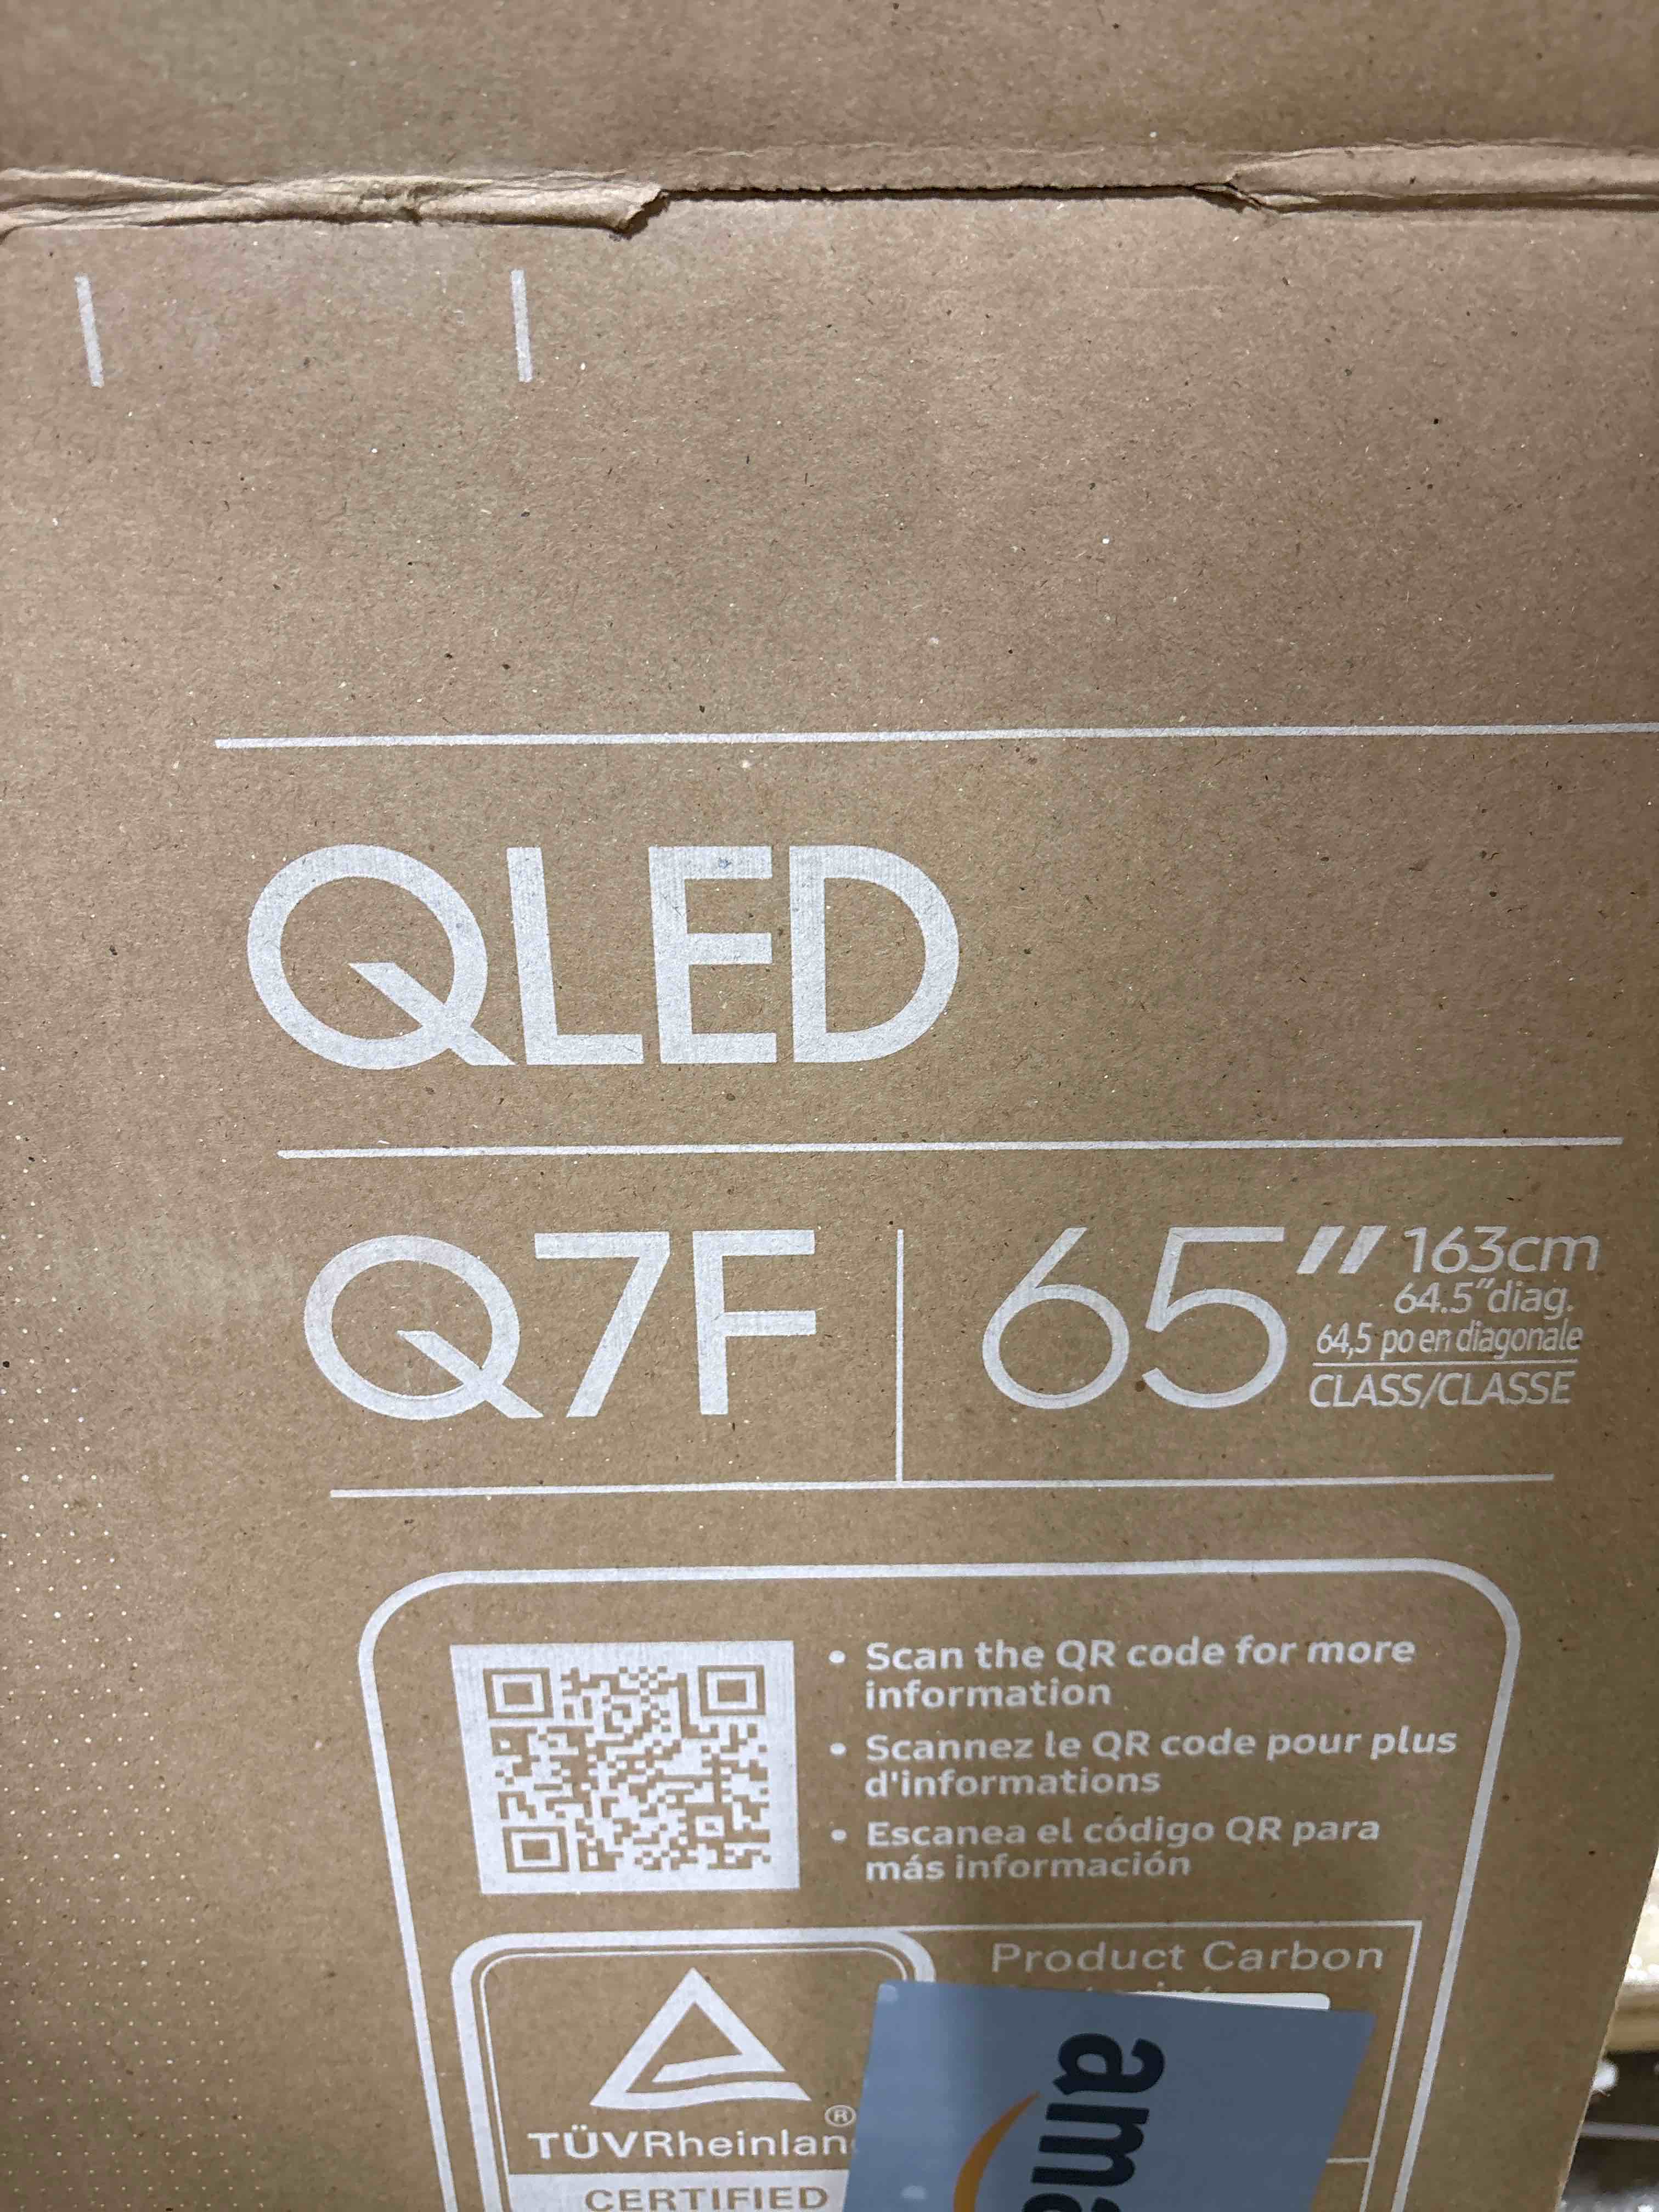 QLED
Q7F
65" 163cm
64.5"diag.
64,5 po en diagonale
CLASS/CLASSE
• Scan the QR code for more
information
• Scannez le QR code pour plus
d'informations
• Escanea el código QR para
más información
Product Carbon
®
TÜVRheinlan
CERTIFIED
ama